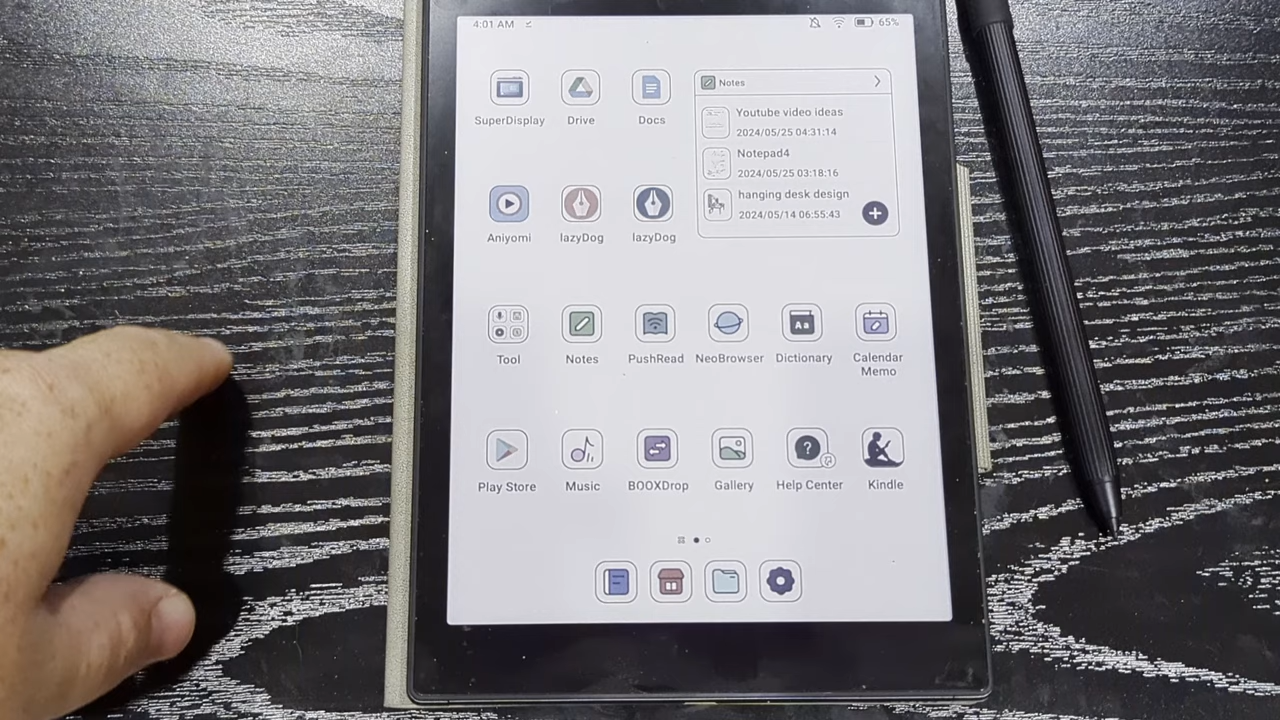 4:01 AM
65%
SuperDisplay
Drive
Docs
Notes
Youtube video ideas
2024/05/25 04:31:14
Notepad4
2024/05/25 03:18:16
hanging desk design
2024/05/14 06:55:43
Aniyomi
lazyDog
lazyDog
Tool
Notes
PushRead
NeoBrowser
Aa
Dictionary
Calendar
Memo
Play Store
Music
BOOXDrop
Gallery
?
Help Center
Kindle